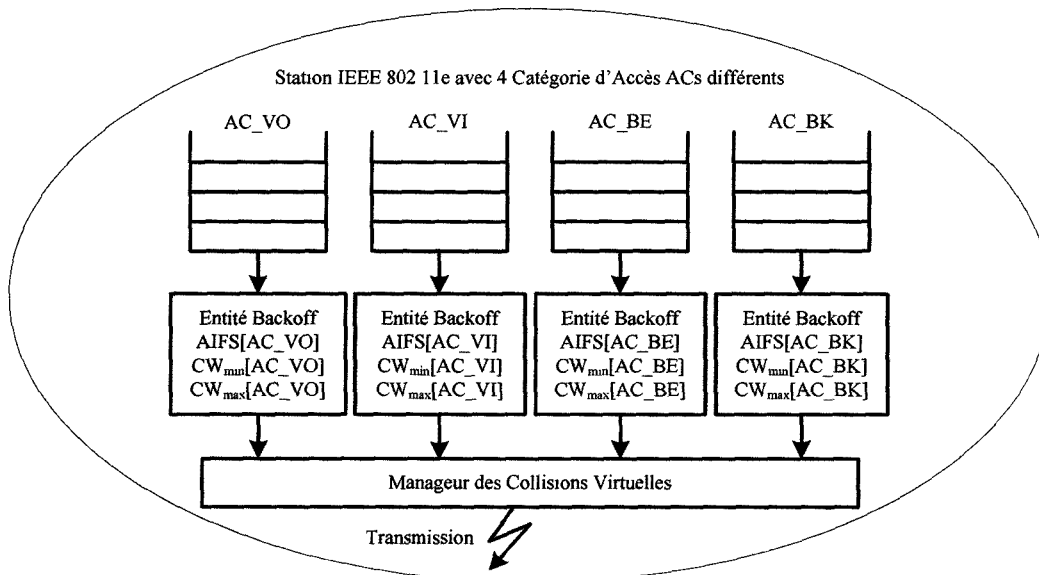 Station IEEE 802 11e avec 4 Catégorie d'Accès ACs différents
AC_VO AC_VI AC_BE AC_BK
Entité Backoff
AIFS[AC_VO]
CWmin[AC_VO]
CWmax[AC_VO]
Entité Backoff
AIFS[AC_VI]
CWmin[AC_VI]
CWmax[AC_VI]
Entité Backoff
AIFS[AC_BE]
CWmin[AC_BE]
CWmax[AC_BE]
Entité Backoff
AIFS[AC_BK]
CWmin[AC_BK]
CWmax[AC_BK]
Manageur des Collisions Virtuelles
Transmission